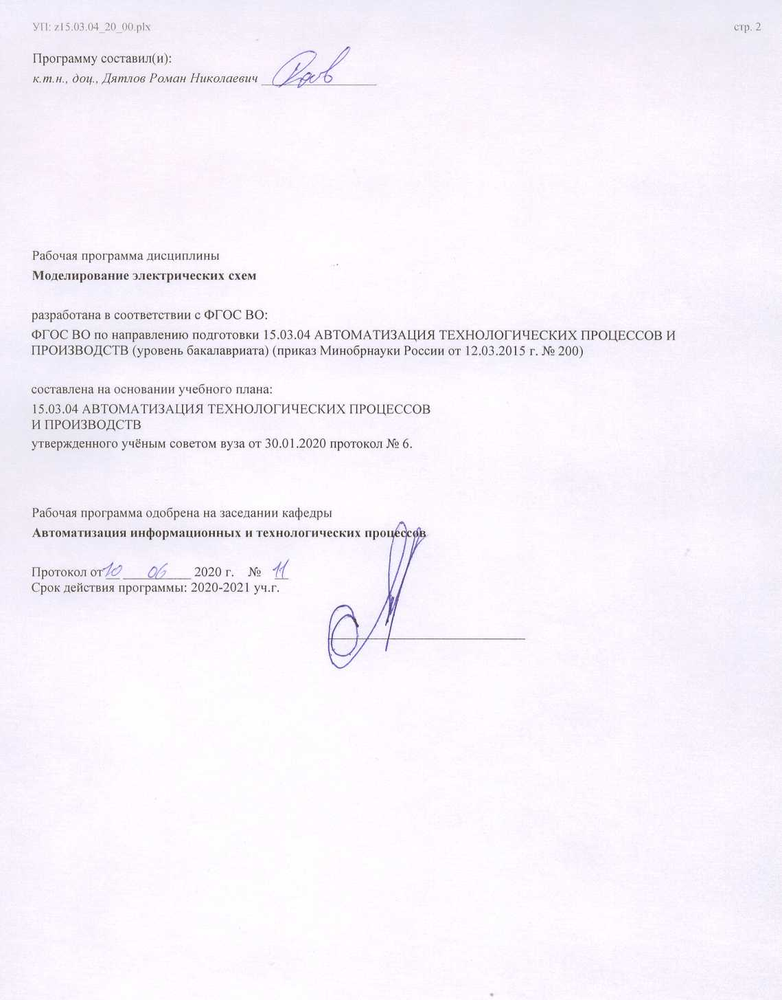 УП: z15.03.04_20_00.plx стр. 2
Программу составил(и):
к.т.н., доц., Дятлов Роман Николаевич
Рабочая программа дисциплины
Моделирование электрических схем
разработана в соответствии с ФГОС ВО:
ФГОС ВО по направлению подготовки 15.03.04 АВТОМАТИЗАЦИЯ ТЕХНОЛОГИЧЕСКИХ ПРОЦЕССОВ И
ПРОИЗВОДСТВ (уровень бакалавриата) (приказ Минобрнауки России от 12.03.2015 г. № 200)
составлена на основании учебного плана:
15.03.04 АВТОМАТИЗАЦИЯ ТЕХНОЛОГИЧЕСКИХ ПРОЦЕССОВ
И ПРОИЗВОДСТВ
утвержденного учёным советом вуза от 30.01.2020 протокол № 6.
Рабочая программа одобрена на заседании кафедры
Автоматизация информационных и технологических процессов
Протокол от 10 06 2020 г. № 11
Срок действия программы: 2020-2021 уч.г.